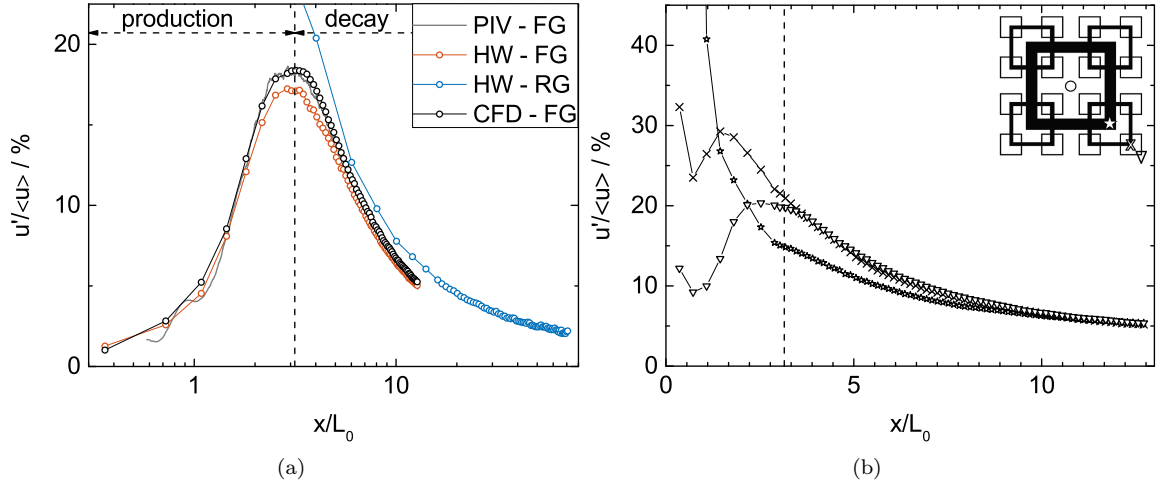 production
decay
PIV - FG
HW - FG
HW - RG
CFD - FG
20
10
0
u'/<u> / %
1
10
x/L₀
(a)
40
30
20
10
0
u'/<u> / %
5
10
x/L₀
(b)